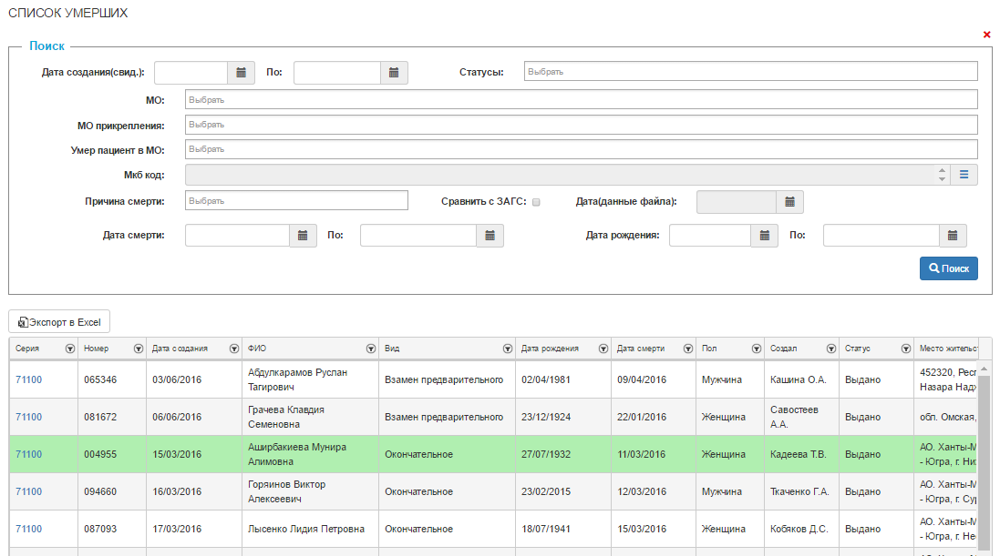 СПИСОК УМЕРШИХ
Поиск
Дата создания(свид.): По: Статусы: Выбрать
МО: Выбрать
МО прикрепления: Выбрать
Умер пациент в МО: Выбрать
Мкб код:
Причина смерти: Выбрать Сравнить с ЗАГС: Дата(данные файла):
Дата смерти: По: Дата рождения: По:
Поиск
Экспорт в Excel
Серия Номер Дата создания ФИО Вид Дата рождения Дата смерти Пол Создал Статус Место жительст
71100 065346 03/06/2016 Абдулкарамов Руслан Тагирович Взамен предварительного 02/04/1981 09/04/2016 Мужчина Кашина О.А. Выдано 452320, Респ Назара Надж
71100 081672 06/06/2016 Грачева Клавдия Семеновна Взамен предварительного 23/12/1924 22/01/2016 Женщина Савостеев А.А. Выдано обл. Омская,
71100 004955 15/03/2016 Аширбакиева Мунира Алимовна Окончательное 27/07/1932 11/03/2016 Женщина Кадеева Т.В. Выдано АО. Ханты-М - Югра, г. Ни
71100 094660 16/03/2016 Горяинов Виктор Алексеевич Окончательное 23/02/2015 12/03/2016 Мужчина Ткаченко Г.А. Выдано АО. Ханты-М - Югра, г. Сур
71100 087093 17/03/2016 Лысенко Лидия Петровна Окончательное 18/07/1941 15/03/2016 Женщина Кобяков Д.С. Выдано АО. Ханты-М - Югра, г. Не